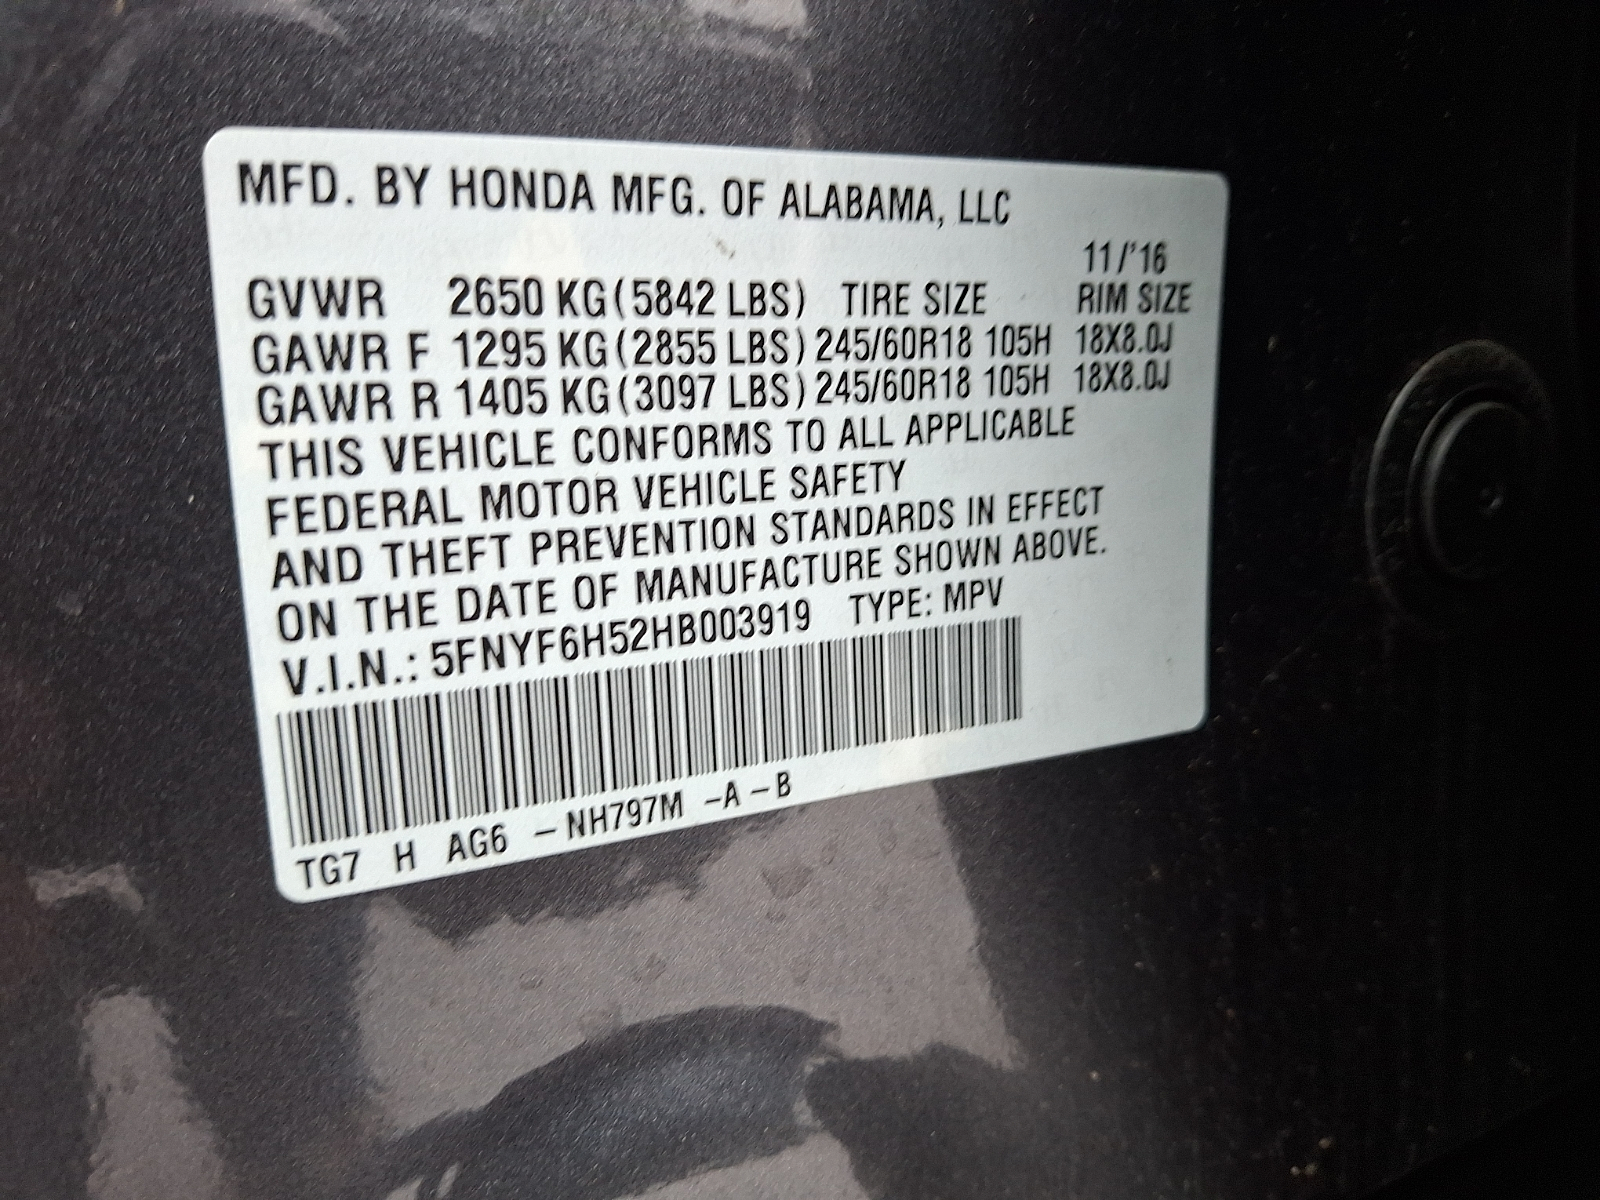 MFD. BY HONDA MFG. OF ALABAMA, LLC
11/'16
GVWR 2650 KG (5842 LBS) TIRE SIZE RIM SIZE
GAWR F 1295 KG (2855 LBS) 245/60R18 105H 18X8.0J
GAWR R 1405 KG (3097 LBS) 245/60R18 105H 18X8.0J
THIS VEHICLE CONFORMS TO ALL APPLICABLE
FEDERAL MOTOR VEHICLE SAFETY
AND THEFT PREVENTION STANDARDS IN EFFECT
ON THE DATE OF MANUFACTURE SHOWN ABOVE.
V.I.N.: 5FNYF6H52HB003919 TYPE: MPV
TG7 H AG6 –NH797M –A –B